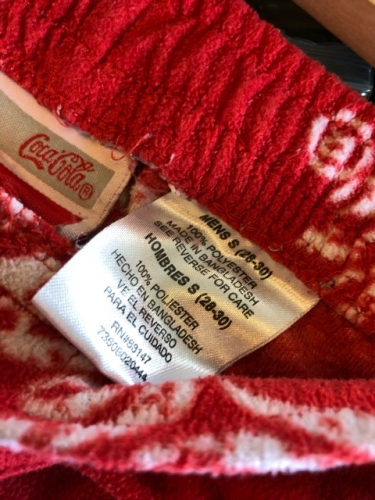 Coca-Cola®
MENS S (28-30)
100% POLYESTER
MADE IN BANGLADESH
SEE REVERSE FOR CARE
HOMBRES S (28-30)
100% POLIESTER
HECHO EN BANGLADESH
VE EL REVERSO
PARA EL CUIDADO
RN#69147